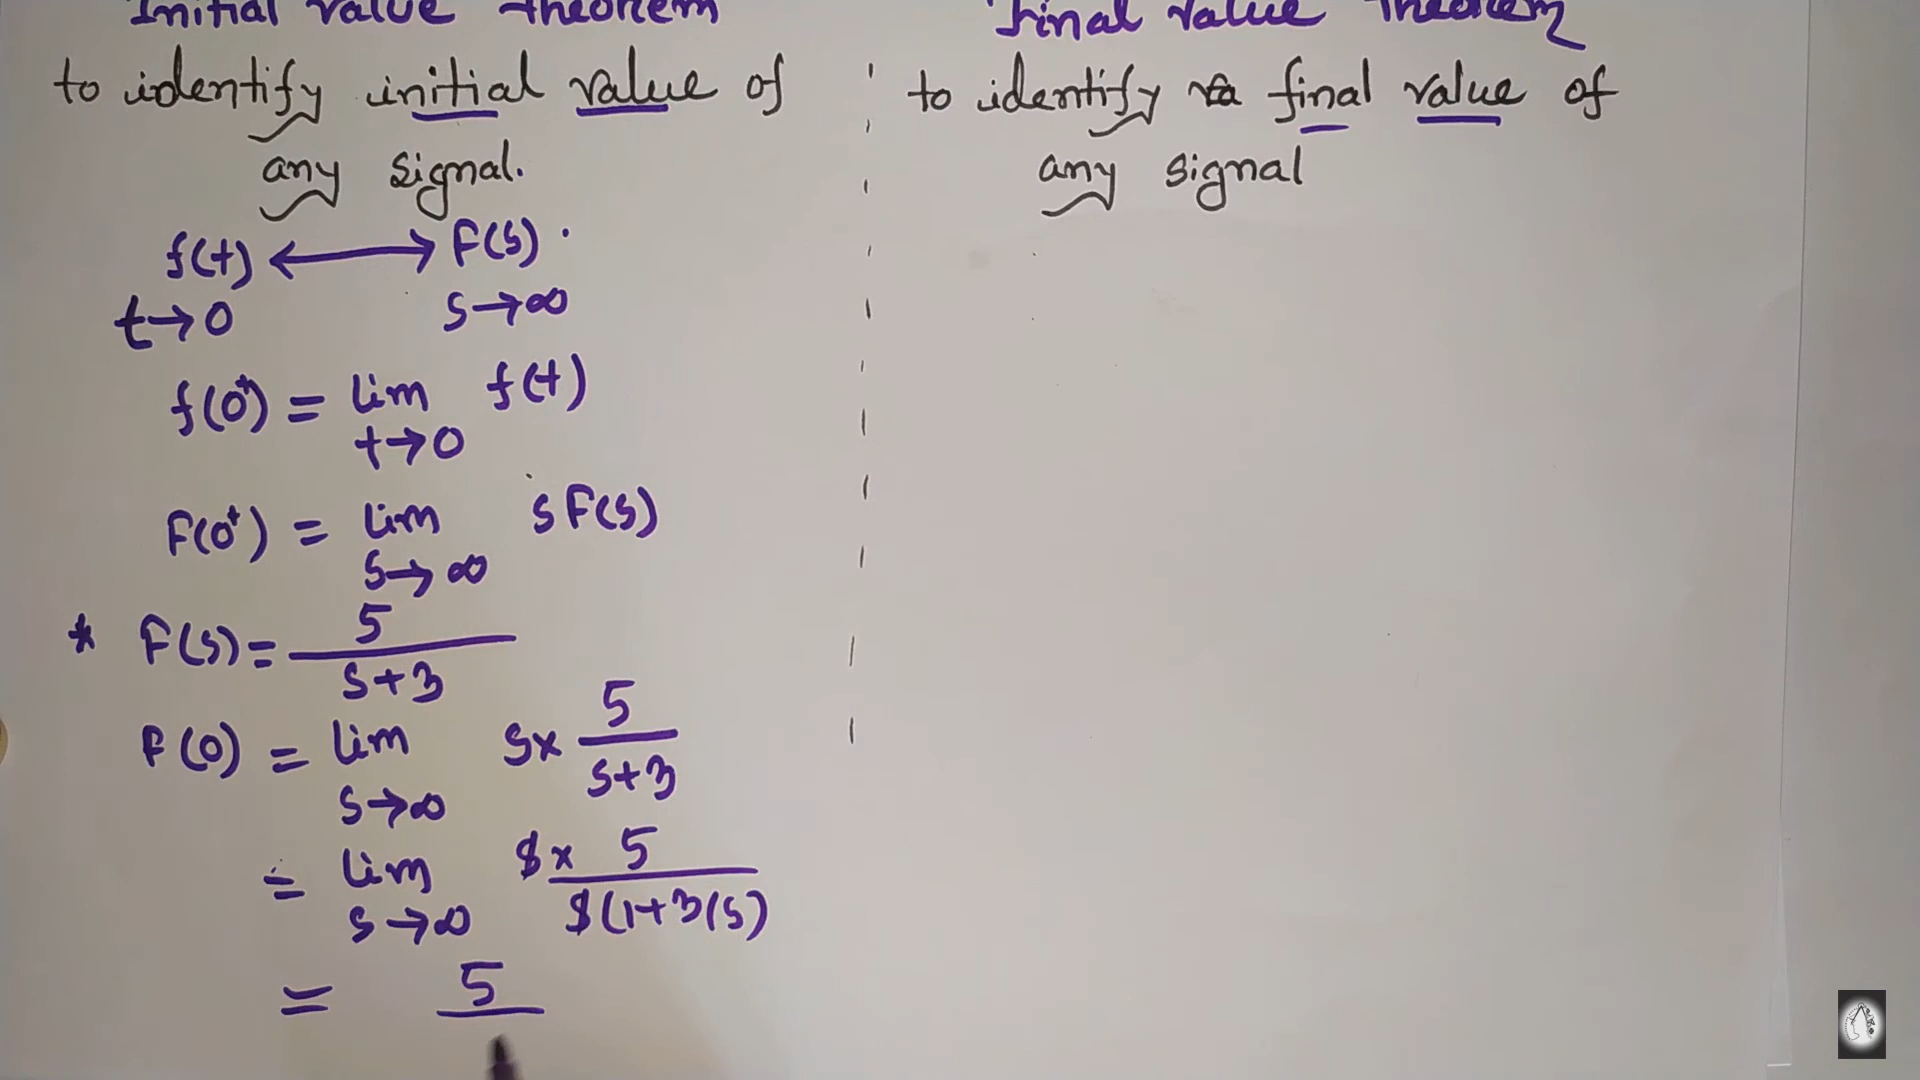 Initial value theorem
to identify initial value of
any signal.
f(t) ⟷ F(s).
t→0 s→∞
f(0⁺) = lim f(t)
t→0
F(0⁺) = lim sF(s)
s→∞
* F(s) = 5
s+3
F(0) = lim s× 5
s→∞ s+3
= lim s× 5
s→∞ s(1+3/s)
= 5
Final value theorem
to identify final value of
any signal